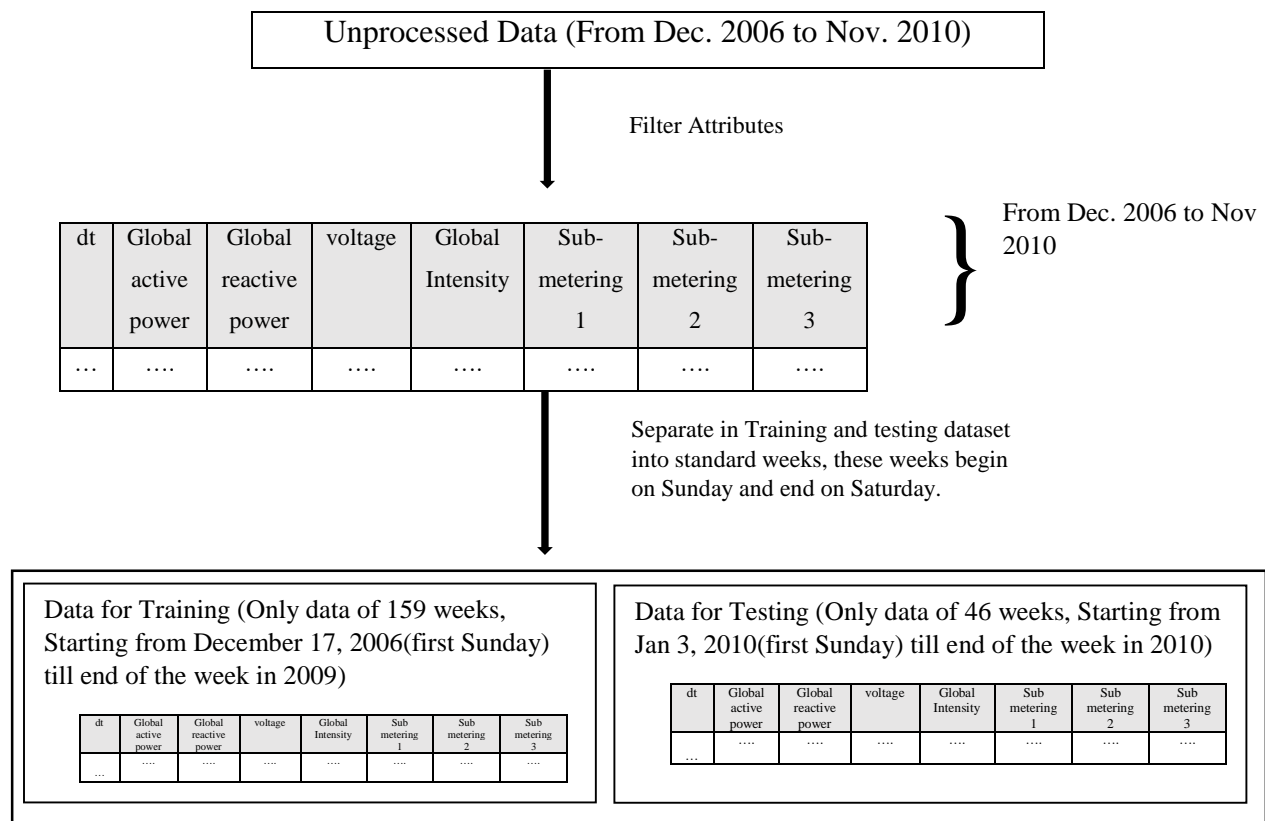 Unprocessed Data (From Dec. 2006 to Nov. 2010)
Filter Attributes
From Dec. 2006 to Nov
2010
dt Global Global voltage Global Sub- Sub- Sub-
active reactive Intensity metering metering metering
power power 1 2 3
… …. …. …. …. …. …. ….
Separate in Training and testing dataset
into standard weeks, these weeks begin
on Sunday and end on Saturday.
Data for Training (Only data of 159 weeks,
Starting from December 17, 2006(first Sunday)
till end of the week in 2009)
dt Global Global voltage Global Sub Sub Sub
active reactive Intensity metering metering metering
power power 1 2 3
…. …. …. …. …. …. ….
…
Data for Testing (Only data of 46 weeks, Starting from
Jan 3, 2010(first Sunday) till end of the week in 2010)
dt Global Global voltage Global Sub Sub Sub
active reactive Intensity metering metering metering
power power 1 2 3
…. …. …. …. …. …. ….
…